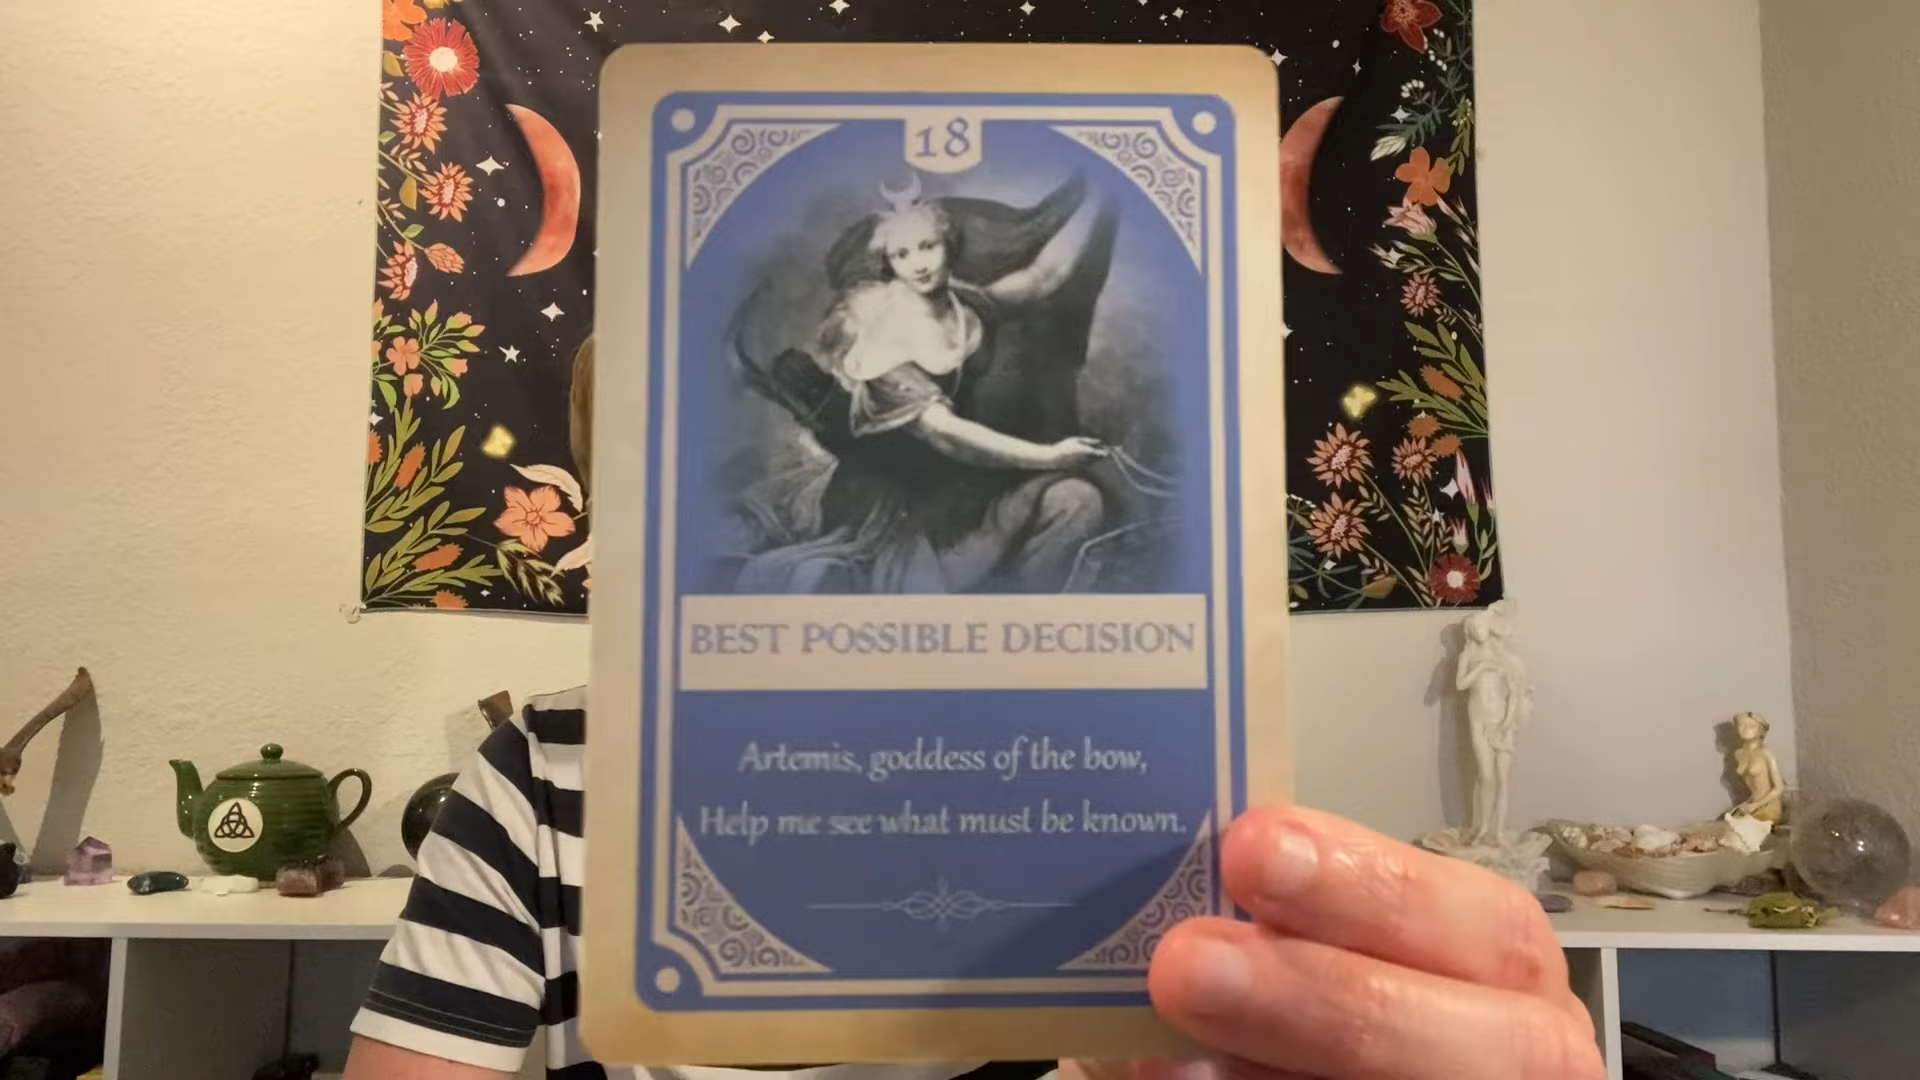 18
BEST POSSIBLE DECISION
Artemis, goddess of the bow,
Help me see what must be known.